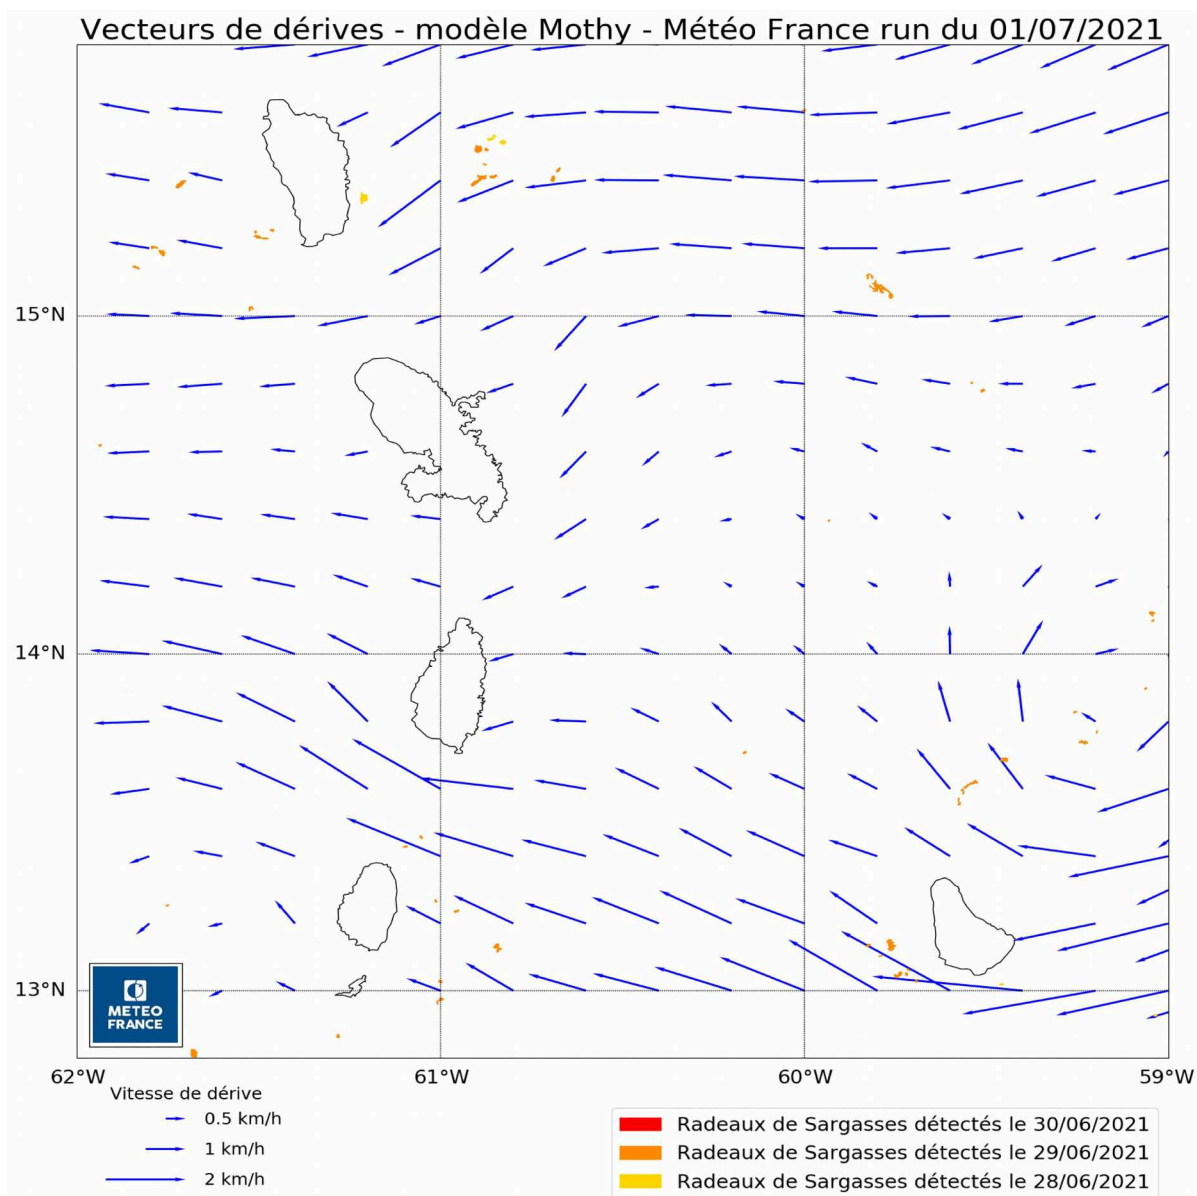 Vecteurs de dérives - modèle Mothy - Météo France run du 01/07/2021
15°N
14°N
13°N
METEO
FRANCE
62°W
61°W
60°W
59°W
Vitesse de dérive
0.5 km/h
1 km/h
2 km/h
Radeaux de Sargasses détectés le 30/06/2021
Radeaux de Sargasses détectés le 29/06/2021
Radeaux de Sargasses détectés le 28/06/2021